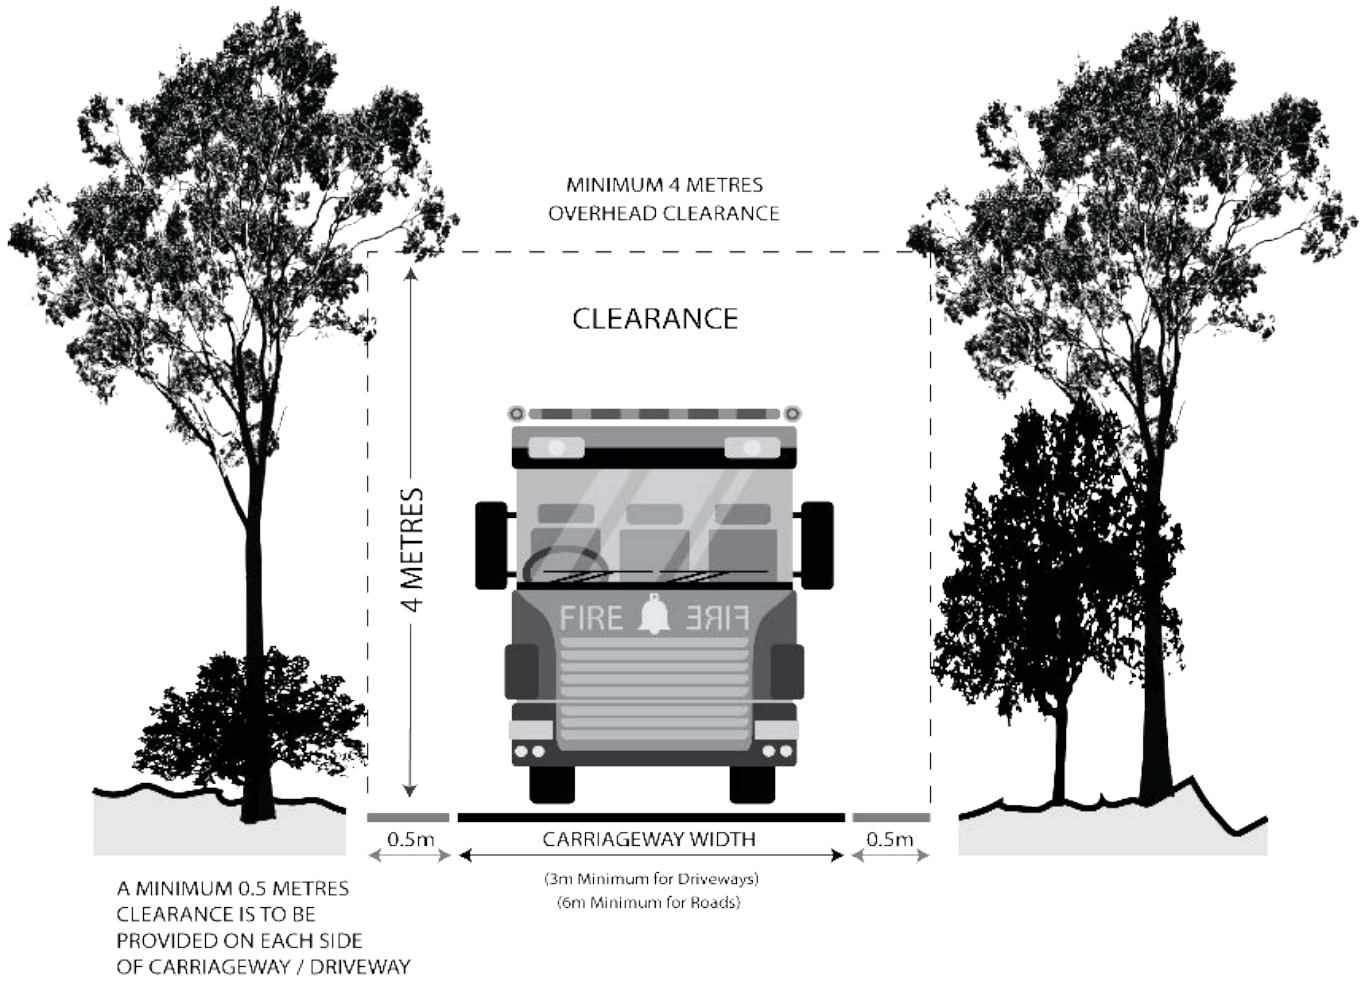 MINIMUM 4 METRES
OVERHEAD CLEARANCE
CLEARANCE
4 METRES
FIRE FIRE
0.5m CARRIAGEWAY WIDTH 0.5m
(3m Minimum for Driveways)
(6m Minimum for Roads)
A MINIMUM 0.5 METRES
CLEARANCE IS TO BE
PROVIDED ON EACH SIDE
OF CARRIAGEWAY / DRIVEWAY